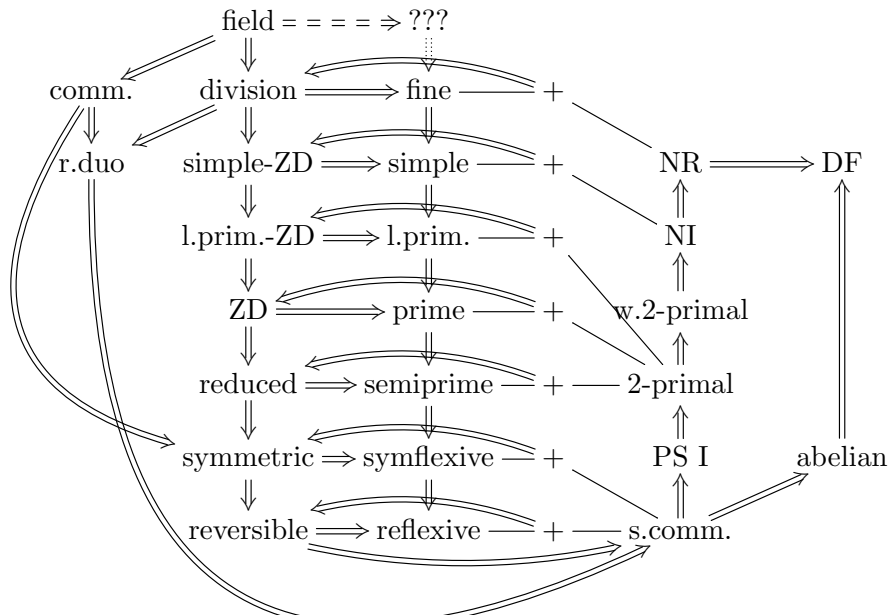 field ???
comm. division fine +
r.duo simple-ZD simple + NR DF
l.prim.-ZD l.prim. + NI
ZD prime + w.2-primal
reduced semiprime + 2-primal
symmetric symflexive + PS I abelian
reversible reflexive + s.comm.